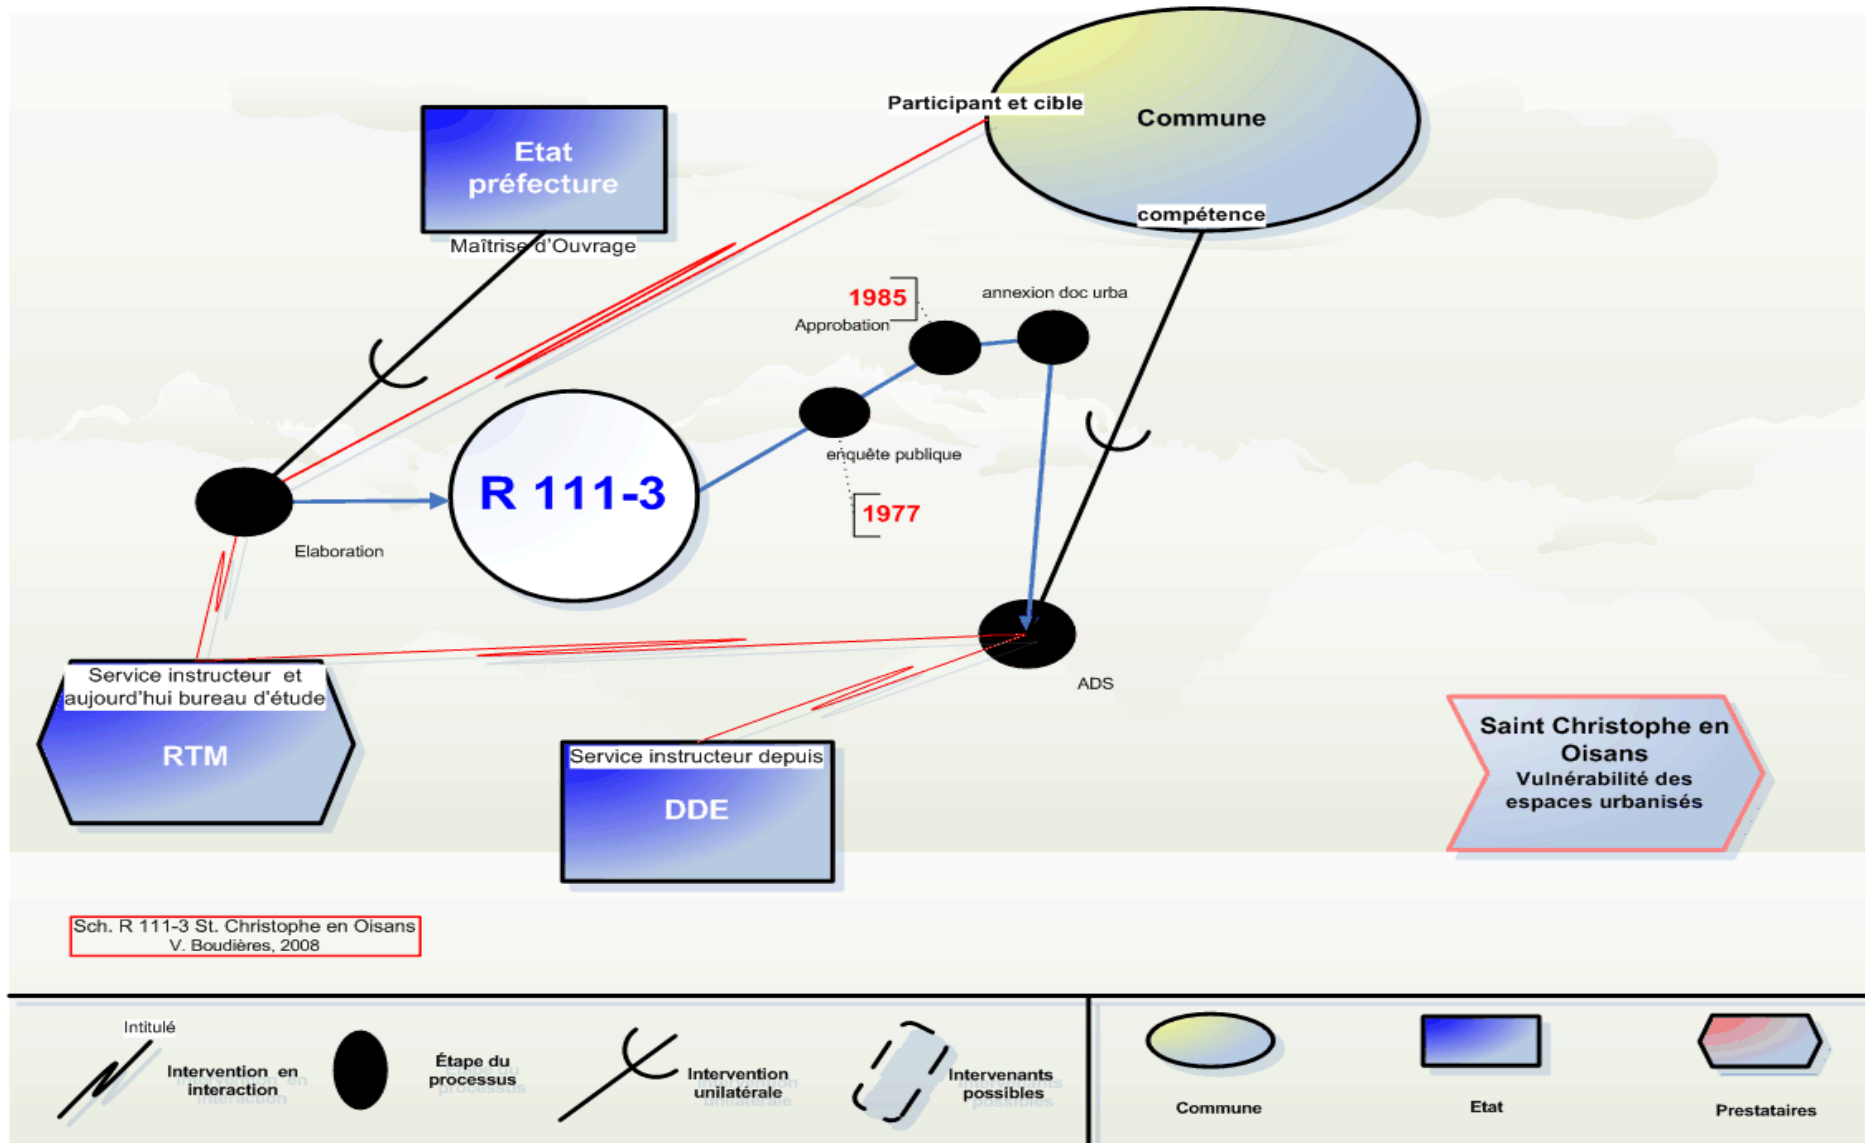 Participant et cible
Commune
compétence
Etat
préfecture
Maîtrise d'Ouvrage
1985
Approbation
annexion doc urba
enquête publique
1977
R 111-3
Elaboration
ADS
Service instructeur et
aujourd'hui bureau d'étude
RTM
Service instructeur depuis
DDE
Saint Christophe en
Oisans
Vulnérabilité des
espaces urbanisés
Sch. R 111-3 St. Christophe en Oisans
V. Boudières, 2008
Intitulé
Intervention en
interaction
Étape du
processus
Intervention
unilatérale
Intervenants
possibles
Commune
Etat
Prestataires